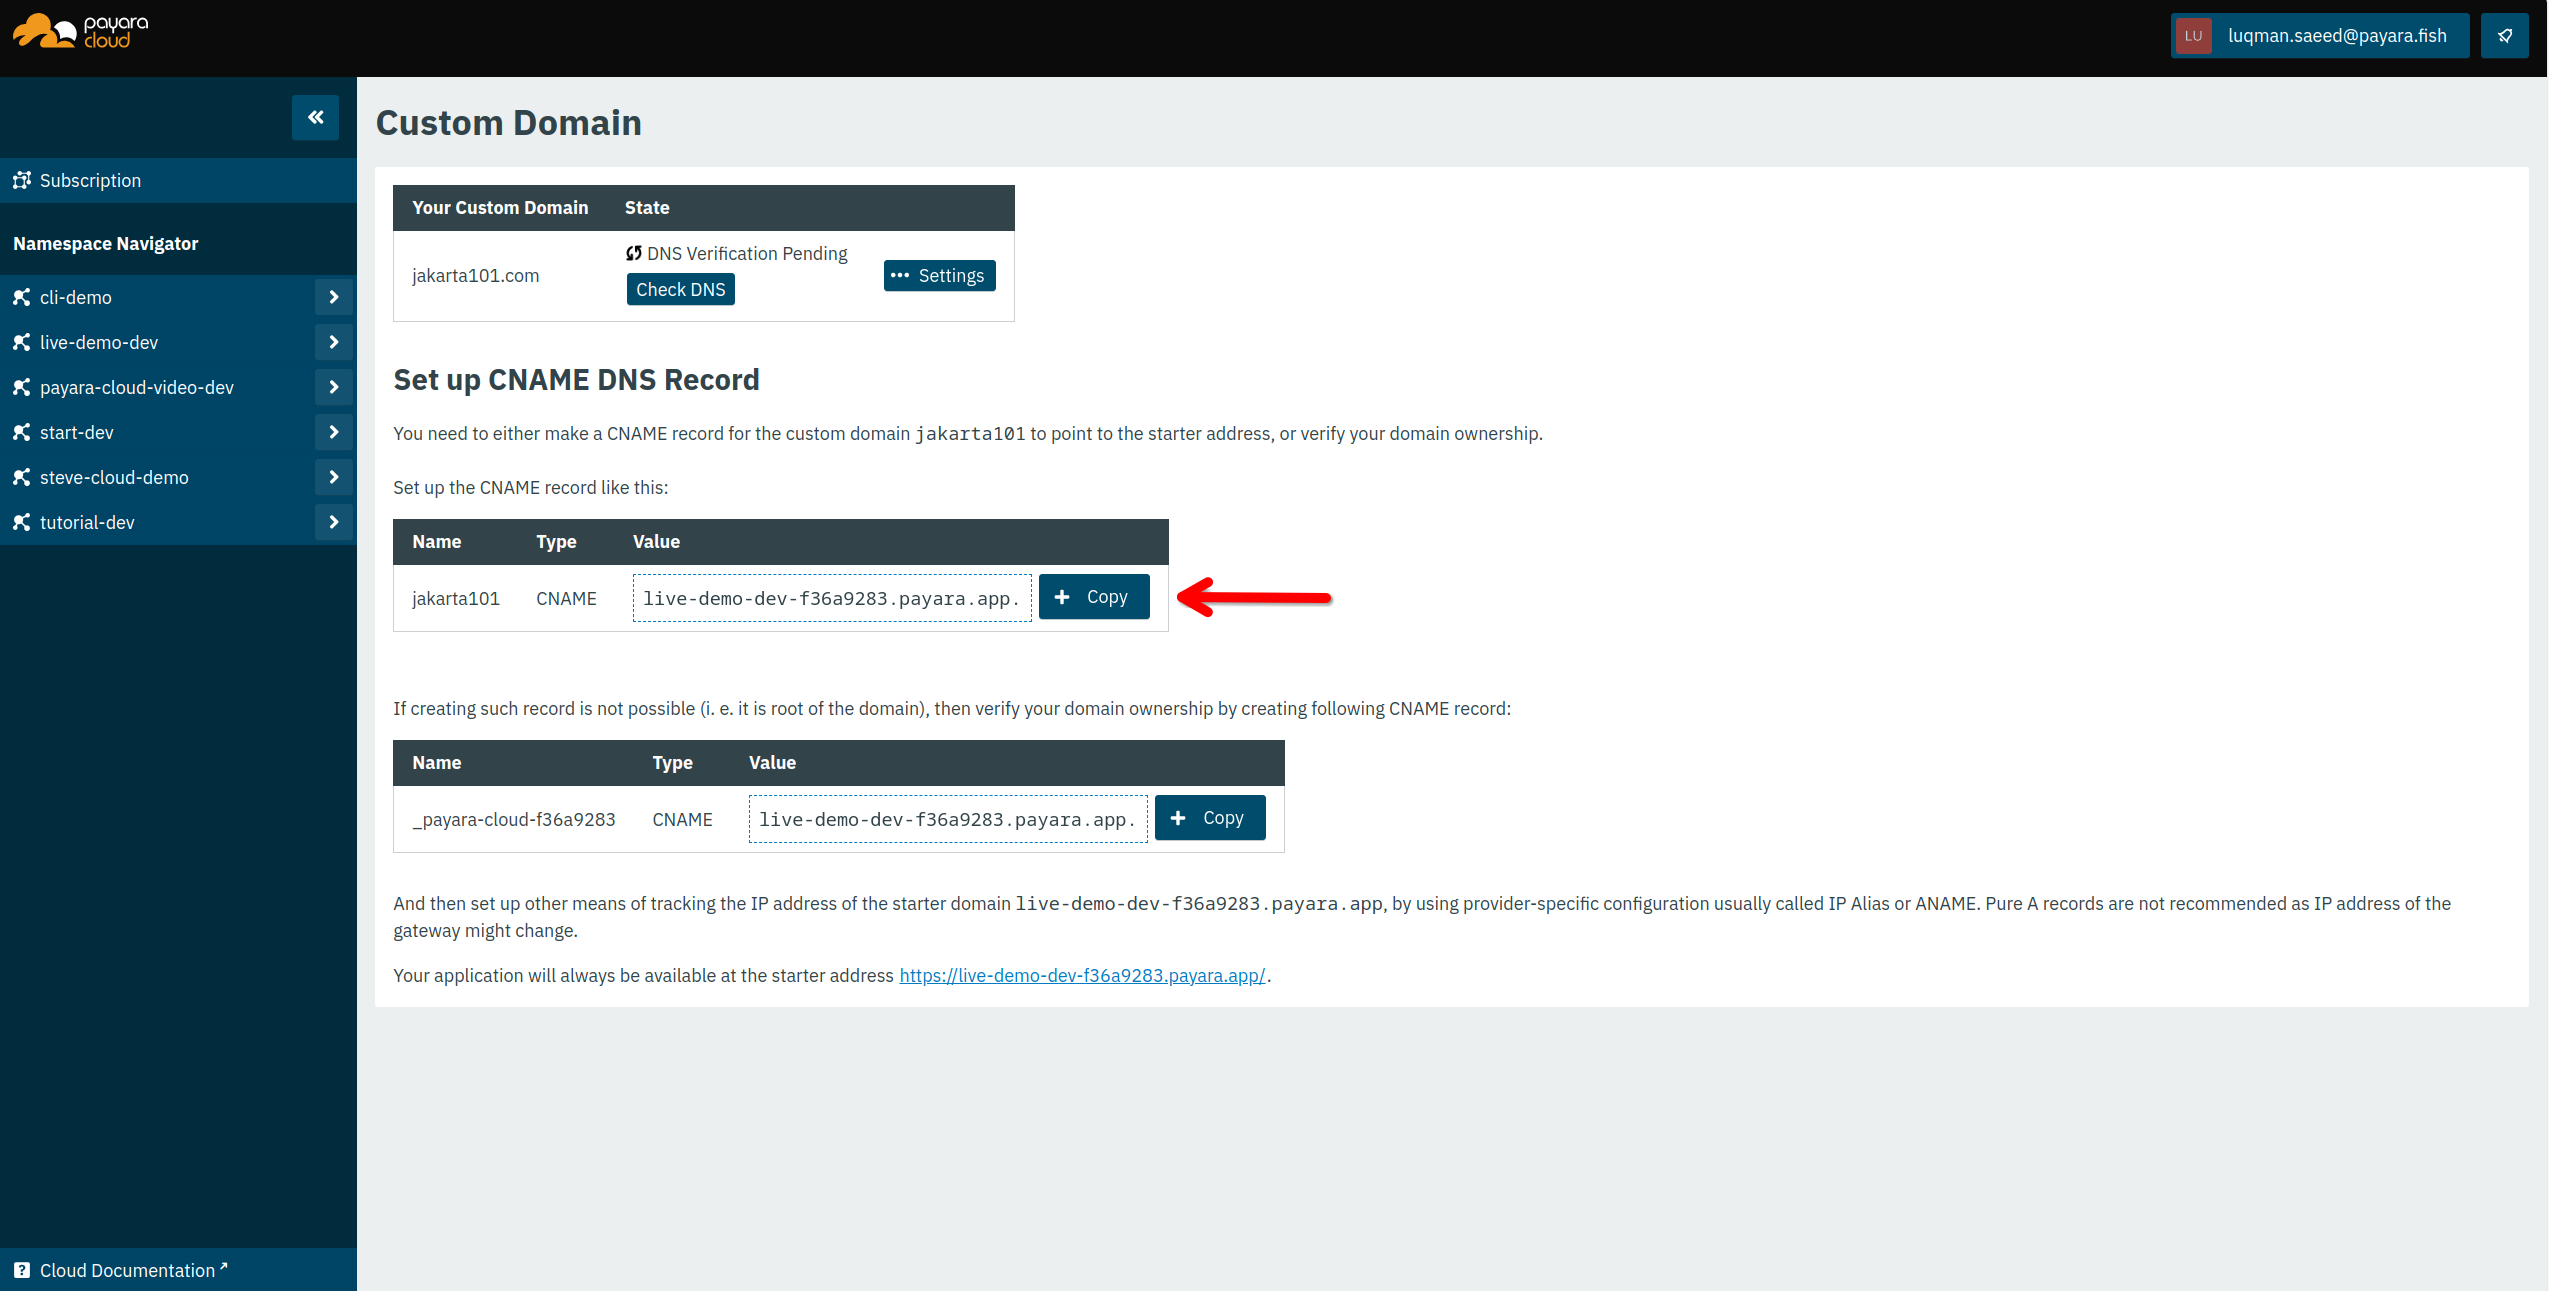 payara
cloud
LU luqman.saeed@payara.fish
Subscription
Namespace Navigator
cli-demo
live-demo-dev
payara-cloud-video-dev
start-dev
steve-cloud-demo
tutorial-dev
Cloud Documentation
Custom Domain
Your Custom Domain State
jakarta101.com DNS Verification Pending
Check DNS
Settings
Set up CNAME DNS Record
You need to either make a CNAME record for the custom domain jakarta101 to point to the starter address, or verify your domain ownership.
Set up the CNAME record like this:
Name Type Value
jakarta101 CNAME live-demo-dev-f36a9283.payara.app. Copy
If creating such record is not possible (i. e. it is root of the domain), then verify your domain ownership by creating following CNAME record:
Name Type Value
_payara-cloud-f36a9283 CNAME live-demo-dev-f36a9283.payara.app. Copy
And then set up other means of tracking the IP address of the starter domain live-demo-dev-f36a9283.payara.app, by using provider-specific configuration usually called IP Alias or ANAME. Pure A records are not recommended as IP address of the
gateway might change.
Your application will always be available at the starter address https://live-demo-dev-f36a9283.payara.app/.